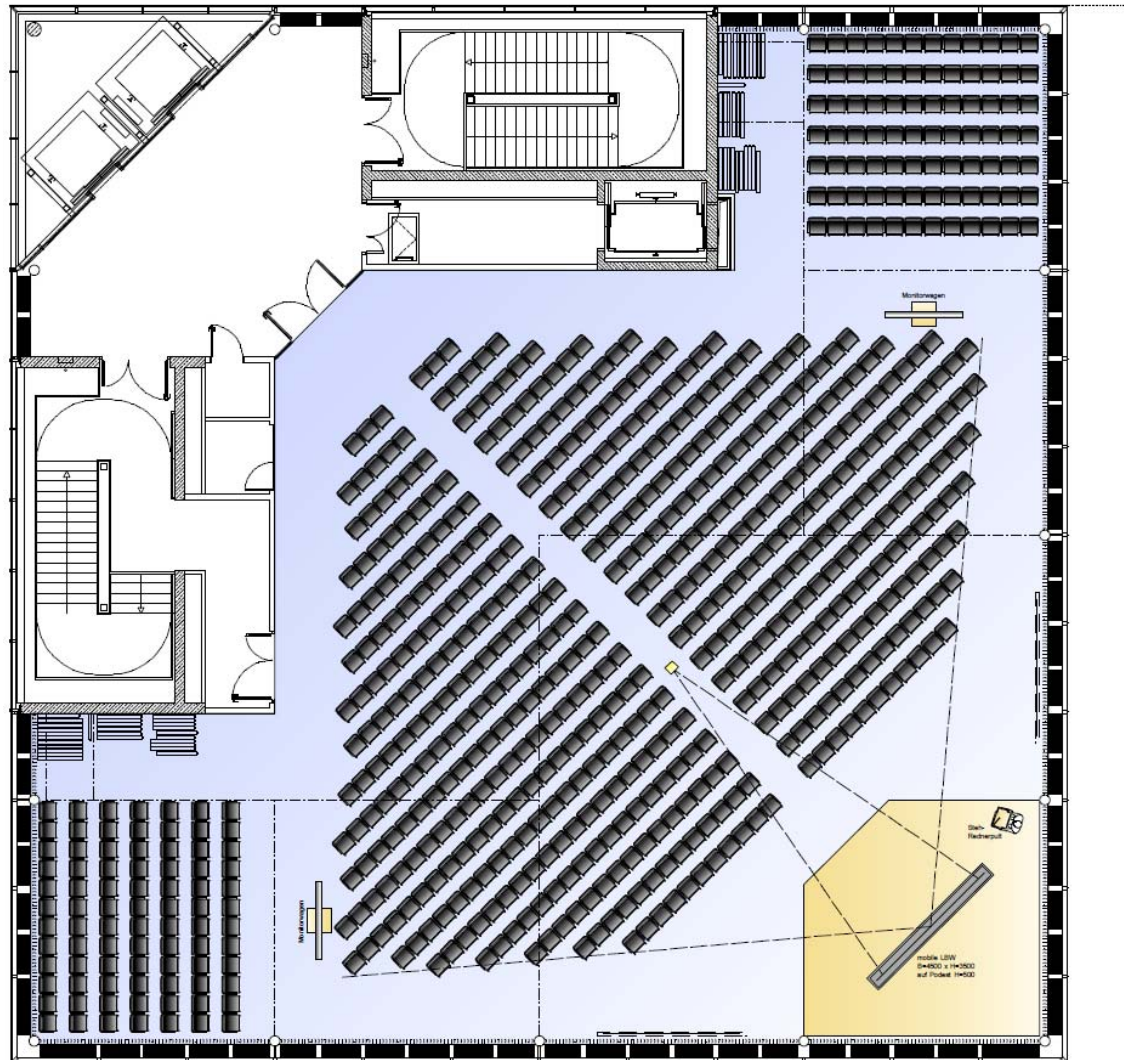 Monitorwagen
Steh-
Rednerpult
Monitorwagen
mobile LBW
B=4500 x H=3500
auf Podest H=500